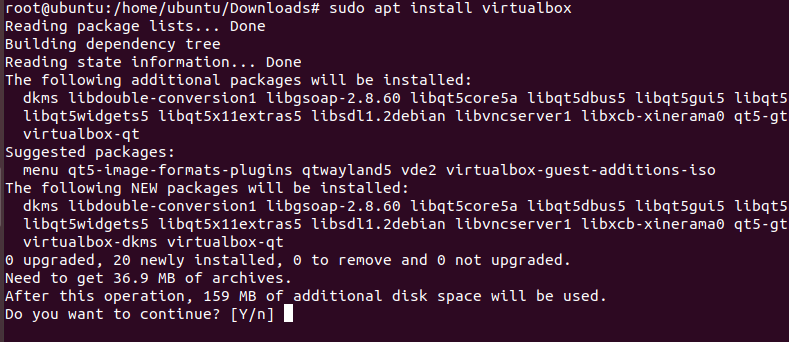 root@ubuntu:/home/ubuntu/Downloads# sudo apt install virtualbox
Reading package lists... Done
Building dependency tree
Reading state information... Done
The following additional packages will be installed:
  dkms libdouble-conversion1 libgsoap-2.8.60 libqt5core5a libqt5dbus5 libqt5gui5 libqt5
  libqt5widgets5 libqt5x11extras5 libsdl1.2debian libvncserver1 libxcb-xinerama0 qt5-gt
  virtualbox-qt
Suggested packages:
  menu qt5-image-formats-plugins qtwayland5 vde2 virtualbox-guest-additions-iso
The following NEW packages will be installed:
  dkms libdouble-conversion1 libgsoap-2.8.60 libqt5core5a libqt5dbus5 libqt5gui5 libqt5
  libqt5widgets5 libqt5x11extras5 libsdl1.2debian libvncserver1 libxcb-xinerama0 qt5-gt
  virtualbox-dkms virtualbox-qt
0 upgraded, 20 newly installed, 0 to remove and 0 not upgraded.
Need to get 36.9 MB of archives.
After this operation, 159 MB of additional disk space will be used.
Do you want to continue? [Y/n]